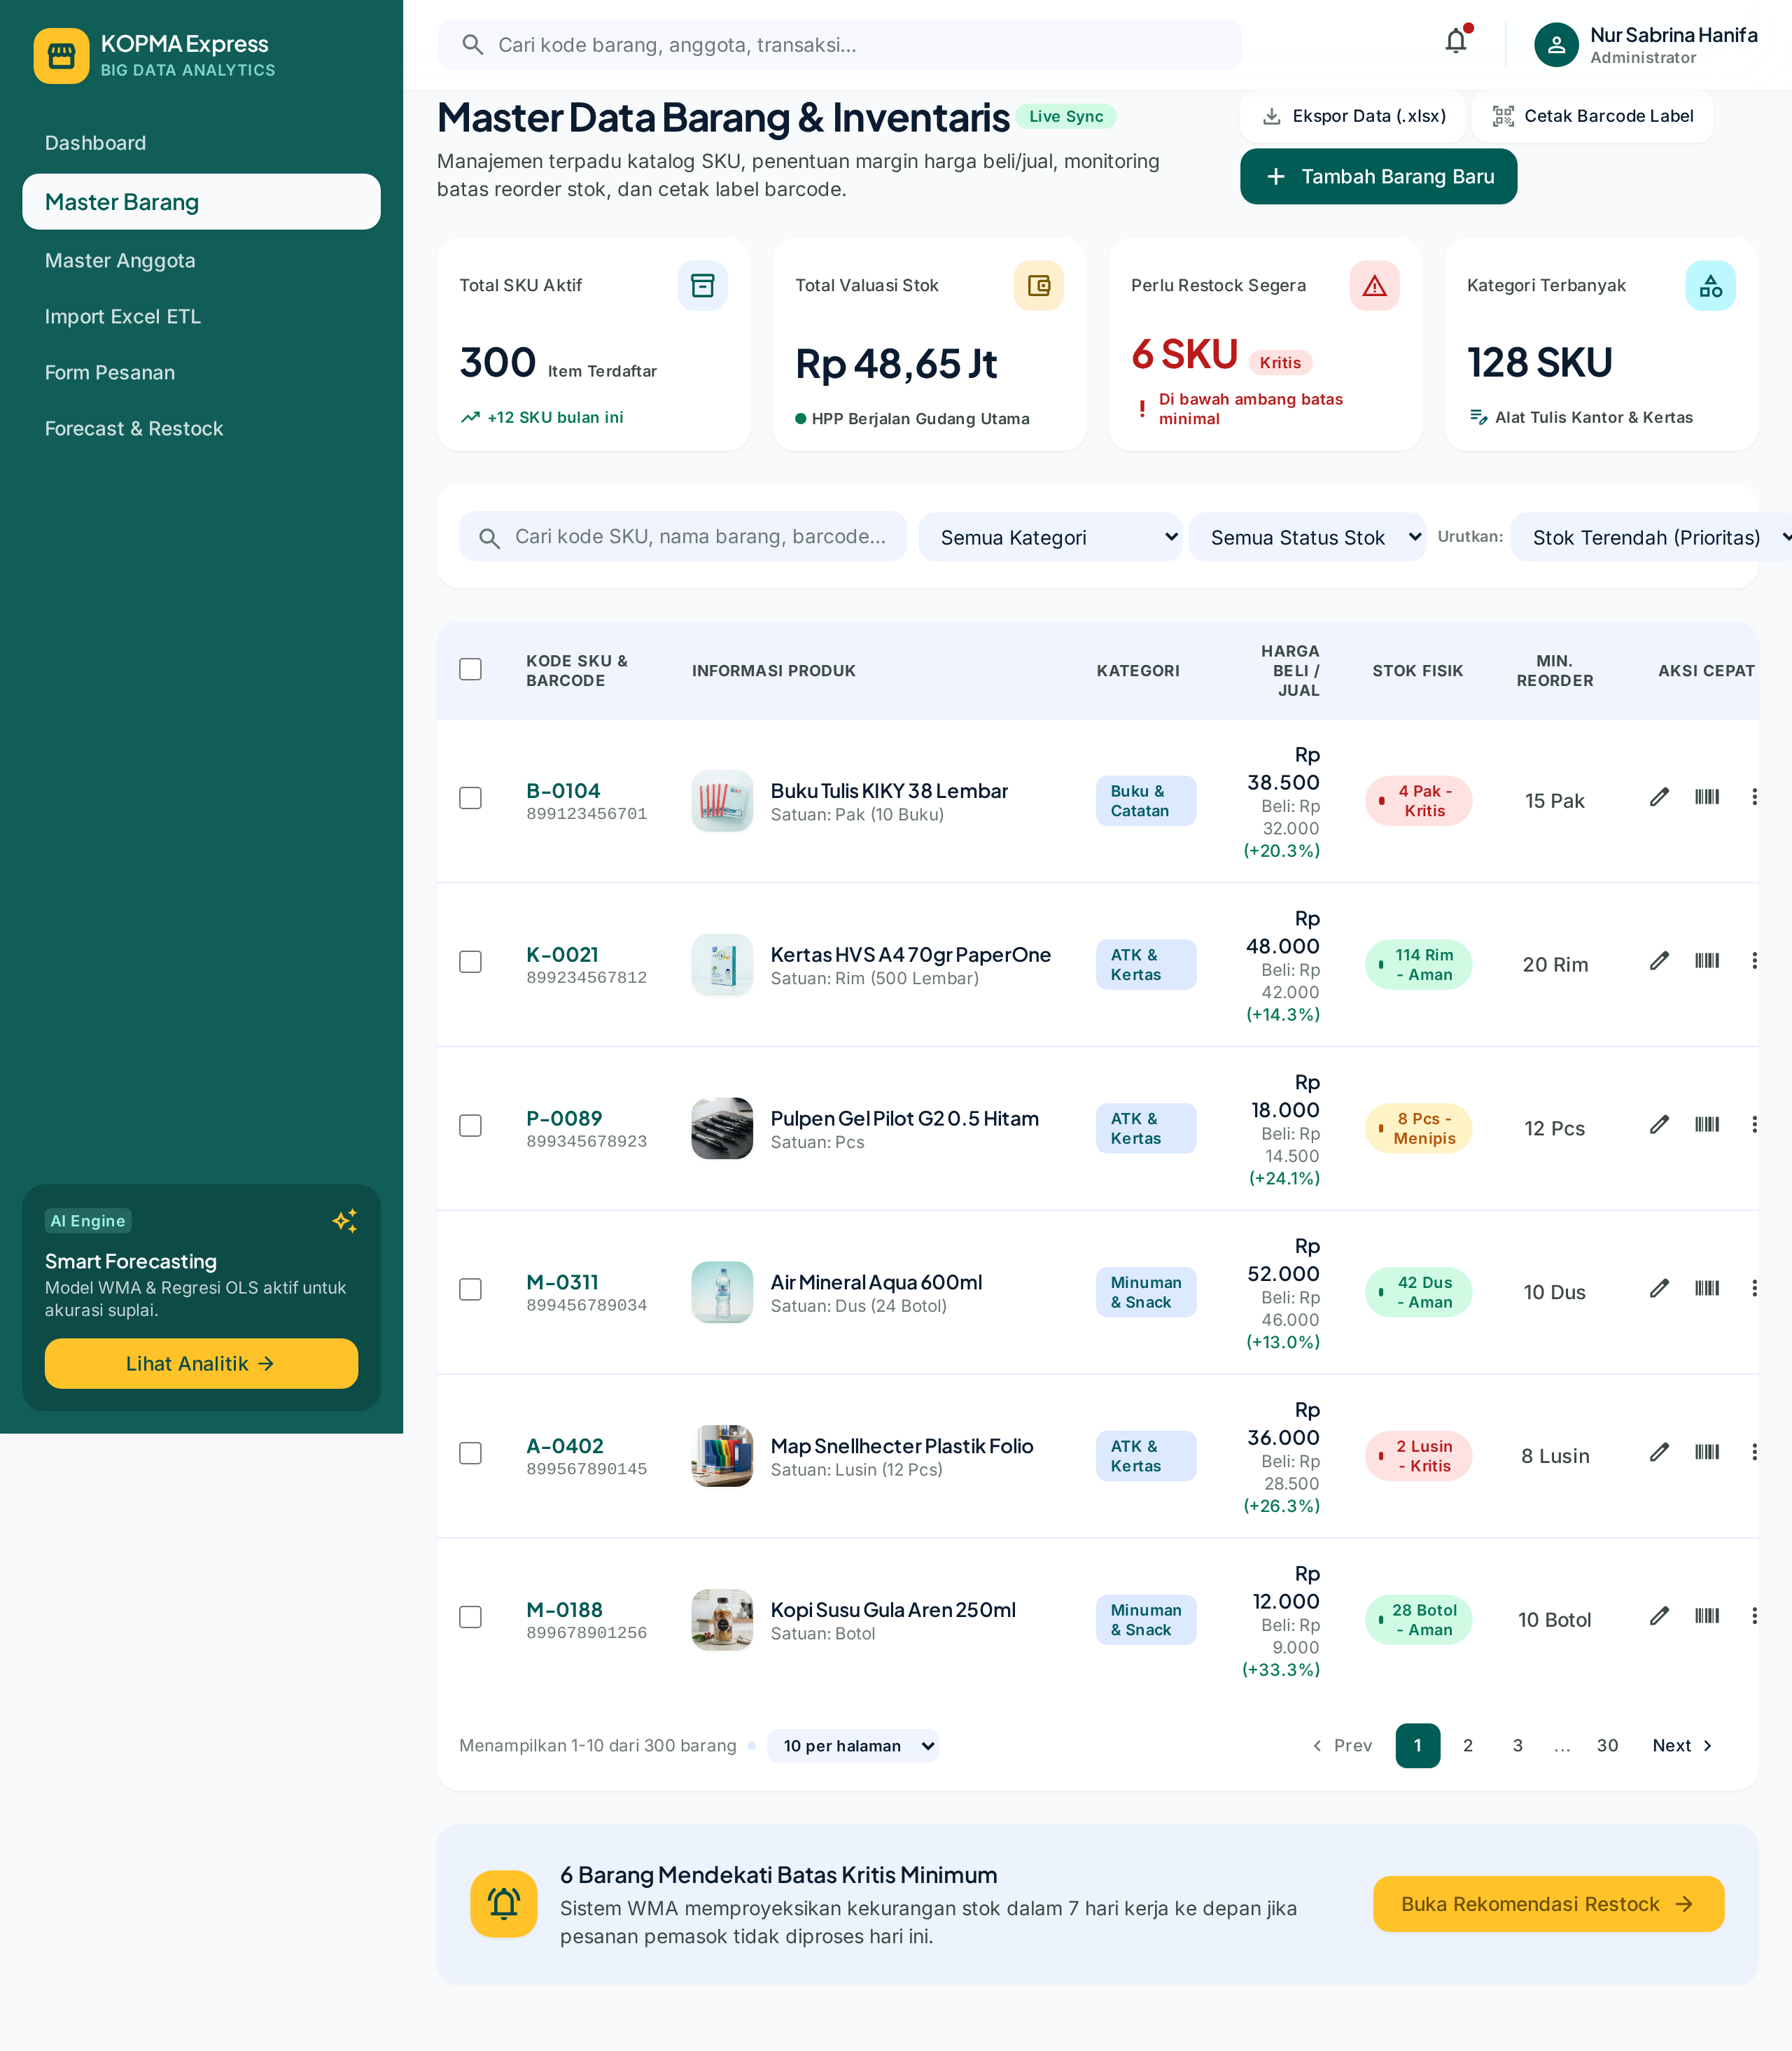 KOPMA Express
BIG DATA ANALYTICS
Dashboard
Master Barang
Master Anggota
Import Excel ETL
Form Pesanan
Forecast & Restock
AI Engine
Smart Forecasting
Model WMA & Regresi OLS aktif untuk
akurasi suplai.
Lihat Analitik
Cari kode barang, anggota, transaksi...
Nur Sabrina Hanifa
Administrator
Master Data Barang & Inventaris
Live Sync
Manajemen terpadu katalog SKU, penentuan margin harga beli/jual, monitoring
batas reorder stok, dan cetak label barcode.
Ekspor Data (.xlsx)
Cetak Barcode Label
Tambah Barang Baru
Total SKU Aktif
300 Item Terdaftar
+12 SKU bulan ini
Total Valuasi Stok
Rp 48,65 Jt
HPP Berjalan Gudang Utama
Perlu Restock Segera
6 SKU Kritis
Di bawah ambang batas
minimal
Kategori Terbanyak
128 SKU
Alat Tulis Kantor & Kertas
Cari kode SKU, nama barang, barcode...
Semua Kategori
Semua Status Stok
Urutkan:
Stok Terendah (Prioritas)
KODE SKU &
BARCODE
INFORMASI PRODUK
KATEGORI
HARGA
BELI /
JUAL
STOK FISIK
MIN.
REORDER
AKSI CEPAT
B-0104
899123456701
Buku Tulis KIKY 38 Lembar
Satuan: Pak (10 Buku)
Buku &
Catatan
Rp
38.500
Beli: Rp
32.000
(+20.3%)
4 Pak -
Kritis
15 Pak
K-0021
899234567812
Kertas HVS A4 70gr PaperOne
Satuan: Rim (500 Lembar)
ATK &
Kertas
Rp
48.000
Beli: Rp
42.000
(+14.3%)
114 Rim
- Aman
20 Rim
P-0089
899345678923
Pulpen Gel Pilot G2 0.5 Hitam
Satuan: Pcs
ATK &
Kertas
Rp
18.000
Beli: Rp
14.500
(+24.1%)
8 Pcs -
Menipis
12 Pcs
M-0311
899456789034
Air Mineral Aqua 600ml
Satuan: Dus (24 Botol)
Minuman
& Snack
Rp
52.000
Beli: Rp
46.000
(+13.0%)
42 Dus
- Aman
10 Dus
A-0402
899567890145
Map Snellhecter Plastik Folio
Satuan: Lusin (12 Pcs)
ATK &
Kertas
Rp
36.000
Beli: Rp
28.500
(+26.3%)
2 Lusin
- Kritis
8 Lusin
M-0188
899678901256
Kopi Susu Gula Aren 250ml
Satuan: Botol
Minuman
& Snack
Rp
12.000
Beli: Rp
9.000
(+33.3%)
28 Botol
- Aman
10 Botol
Menampilkan 1-10 dari 300 barang
10 per halaman
Prev 1 2 3 ... 30 Next
6 Barang Mendekati Batas Kritis Minimum
Sistem WMA memproyeksikan kekurangan stok dalam 7 hari kerja ke depan jika
pesanan pemasok tidak diproses hari ini.
Buka Rekomendasi Restock